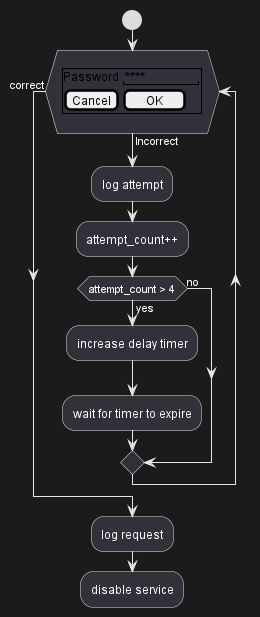 Password ****
Cancel OK
correct
Incorrect
log attempt
attempt_count++
attempt_count > 4
no
yes
increase delay timer
wait for timer to expire
log request
disable service